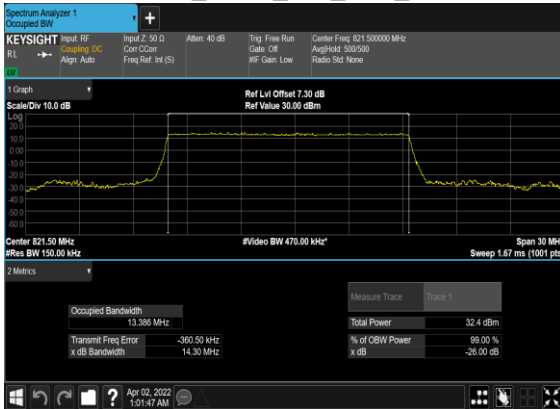 Spectrum Analyzer 1
Occupied BW
+
KEYSIGHT
RL
Input: RF
Coupling: DC
Align: Auto
Input Z: 50 Ω
Corr CCorr
Freq Ref: Int (S)
Atten: 40 dB
Trig: Free Run
Gate: Off
#IF Gain: Low
Center Freq: 821.500000 MHz
Avg|Hold: 500/500
Radio Std: None
1 Graph
Scale/Div 10.0 dB
Ref Lvl Offset 7.30 dB
Ref Value 30.00 dBm
Log
20.0
10.0
0.00
-10.0
-20.0
-30.0
-40.0
-50.0
-60.0
Center 821.50 MHz
#Video BW 470.00 kHz*
Span 30 MH
#Res BW 150.00 kHz
Sweep 1.67 ms (1001 pts
2 Metrics
Measure Trace
Trace 1
Occupied Bandwidth
13.386 MHz
Total Power
32.4 dBm
Transmit Freq Error
-360.50 kHz
% of OBW Power
99.00 %
x dB Bandwidth
14.30 MHz
x dB
-26.00 dB
?
Apr 02, 2022
1:01:47 AM